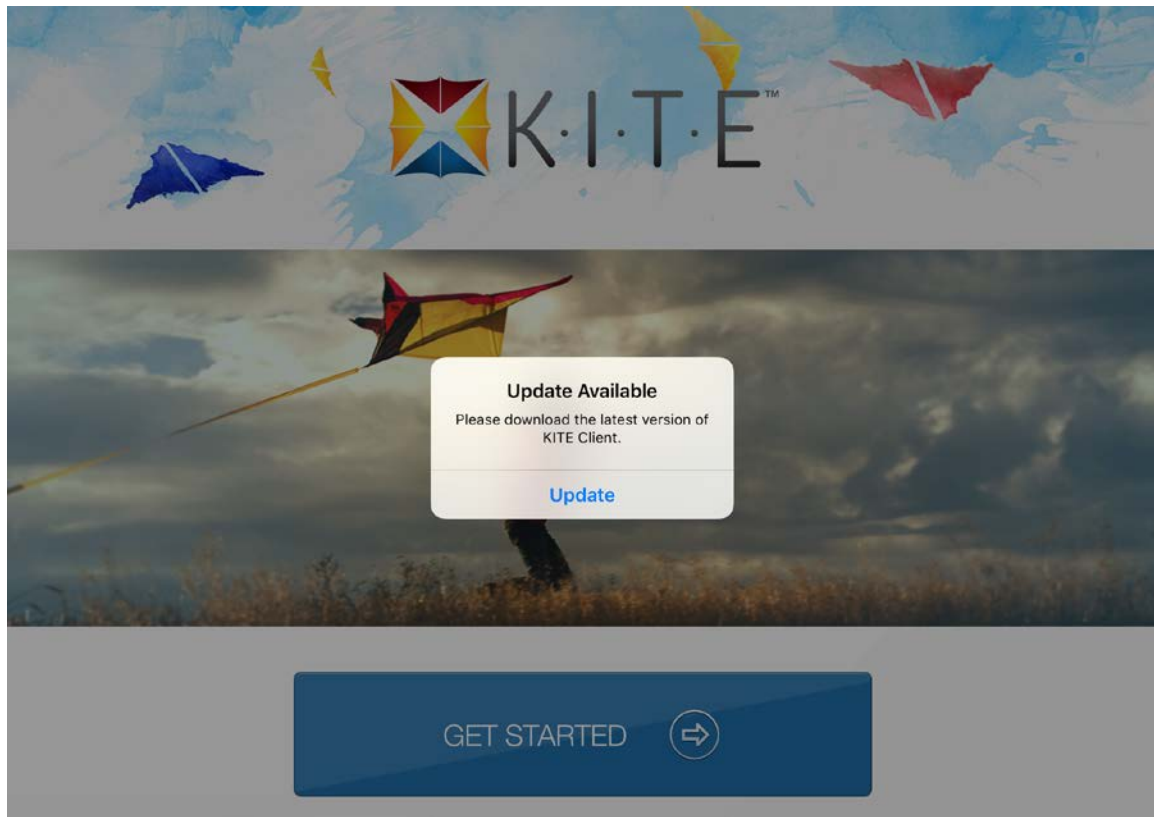 K·I·T·E™
Update Available
Please download the latest version of
KITE Client.
Update
GET STARTED